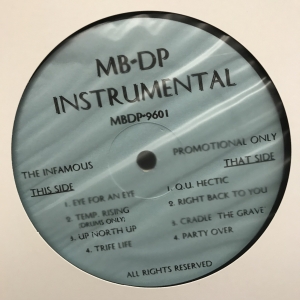 MB-DP
INSTRUMENTAL
MBDP-9601
THE INFAMOUS
THIS SIDE
1. EYE FOR AN EYE
2. TEMP. RISING
(DRUMS ONLY)
3. UP NORTH UP
4. TRIFE LIFE
PROMOTIONAL ONLY
THAT SIDE
1. Q.U. HECTIC
2. RIGHT BACK TO YOU
3. CRADLE THE GRAVE
4. PARTY OVER
ALL RIGHTS RESERVED